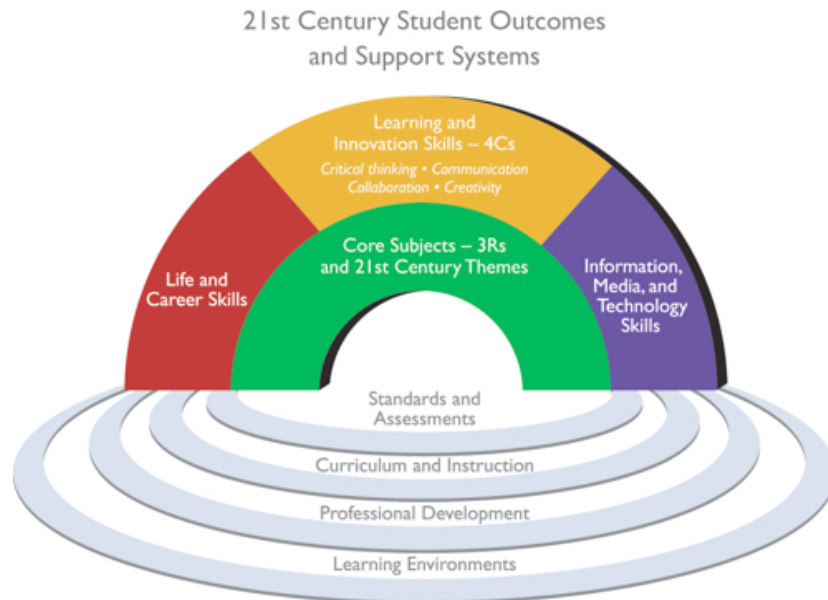 21st Century Student Outcomes
and Support Systems
Learning and
Innovation Skills – 4Cs
Critical thinking • Communication
Collaboration • Creativity
Core Subjects – 3Rs
and 21st Century Themes
Life and
Career Skills
Information,
Media, and
Technology
Skills
Standards and
Assessments
Curriculum and Instruction
Professional Development
Learning Environments